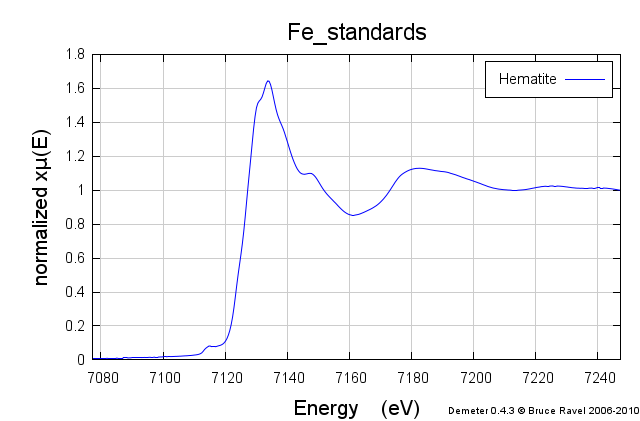 Fe_standards
Hematite
normalized xμ(E)
1.8
1.6
1.4
1.2
1
0.8
0.6
0.4
0.2
0
7080 7100 7120 7140 7160 7180 7200 7220 7240
Energy (eV)
Demeter 0.4.3 © Bruce Ravel 2006-2010